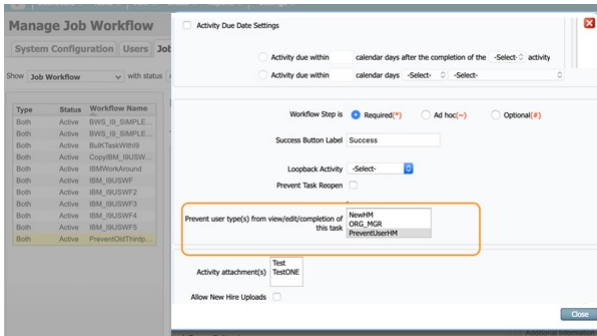 Manage Job Workflow
System Configuration Users Job
Show Job Workflow with status
Type Status Workflow Name
Both Active BWS_I9_SIMPLE...
Both Active BWS_I9_SIMPLE...
Both Active BulKTaskWithI9
Both Active CopyIBM_I9USW...
Both Active IBMWorkAround
Both Active IBM_I9USWF
Both Active IBM_I9USWF2
Both Active IBM_I9USWF3
Both Active IBM_I9USWF4
Both Active IBM_I9USWF5
Both Active PreventOldThirdp...
Activity Due Date Settings
Activity due within calendar days after the completion of the -Select- activity
Activity due within calendar days -Select- -Select-
Workflow Step is Required(*) Ad hoc(~) Optional(#)
Success Button Label Success
Loopback Activity -Select-
Prevent Task Reopen
Prevent user type(s) from view/edit/completion of
this task
NewHM
ORG_MGR
PreventUserHM
Activity attachment(s)
Test
TestONE
Allow New Hire Uploads
Close